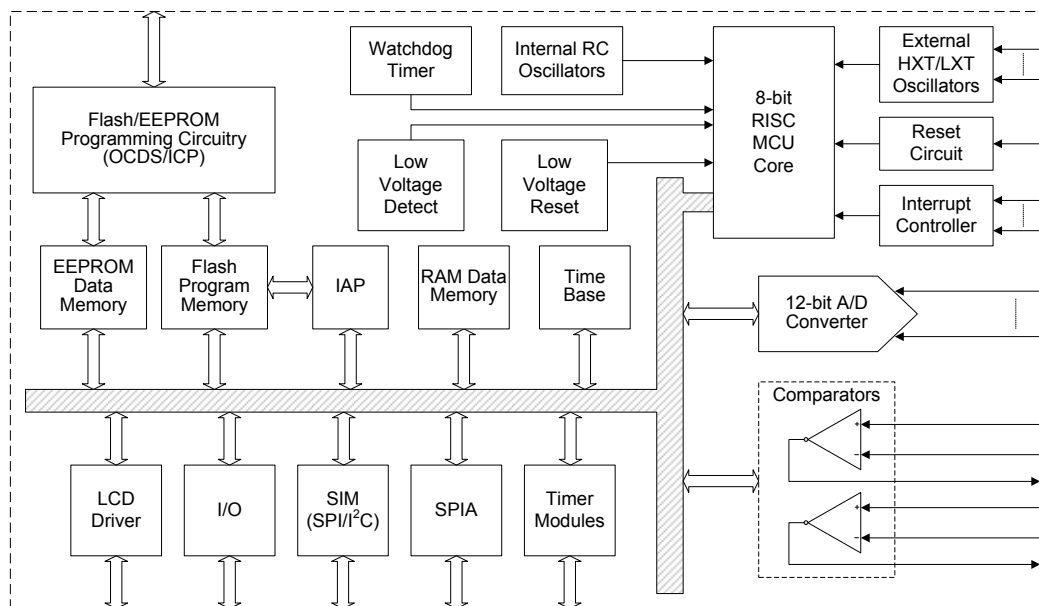 Watchdog
Timer
Internal RC
Oscillators
8-bit
RISC
MCU
Core
External
HXT/LXT
Oscillators
Flash/EEPROM
Programming Circuitry
(OCDS/ICP)
Low
Voltage
Detect
Low
Voltage
Reset
Reset
Circuit
Interrupt
Controller
EEPROM
Data
Memory
Flash
Program
Memory
IAP
RAM Data
Memory
Time
Base
12-bit A/D
Converter
Comparators
+
−
+
−
LCD
Driver
I/O
SIM
(SPI/I²C)
SPIA
Timer
Modules